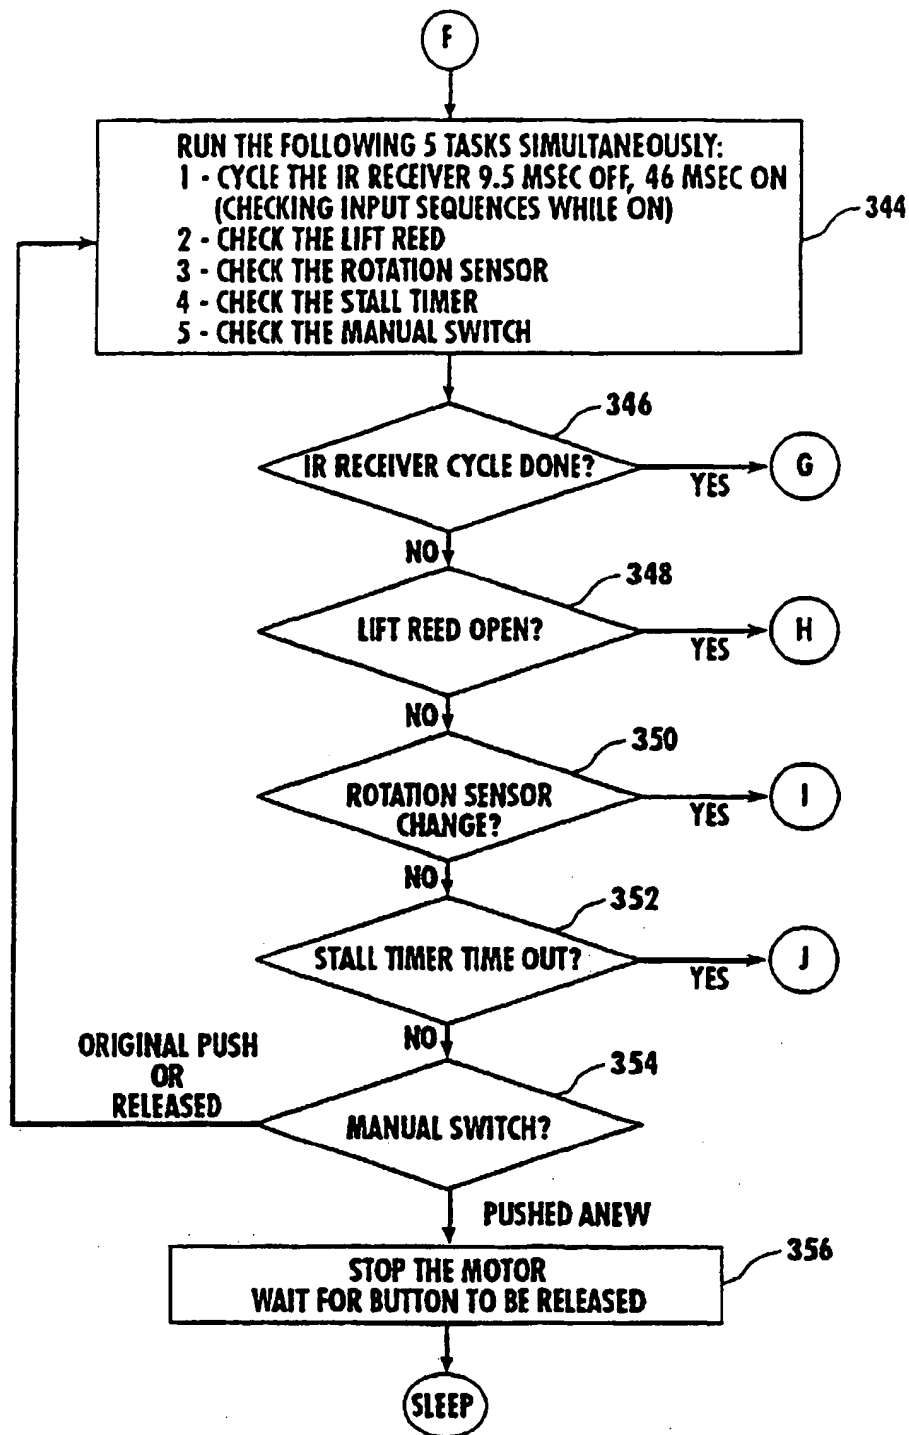 F
RUN THE FOLLOWING 5 TASKS SIMULTANEOUSLY:
1 - CYCLE THE IR RECEIVER 9.5 MSEC OFF, 46 MSEC ON
(CHECKING INPUT SEQUENCES WHILE ON)
2 - CHECK THE LIFT REED
3 - CHECK THE ROTATION SENSOR
4 - CHECK THE STALL TIMER
5 - CHECK THE MANUAL SWITCH
344
346
IR RECEIVER CYCLE DONE?
YES
G
NO
348
LIFT REED OPEN?
YES
H
NO
350
ROTATION SENSOR
CHANGE?
YES
I
NO
352
STALL TIMER TIME OUT?
YES
J
NO
ORIGINAL PUSH
OR
RELEASED
354
MANUAL SWITCH?
PUSHED ANEW
356
STOP THE MOTOR
WAIT FOR BUTTON TO BE RELEASED
SLEEP